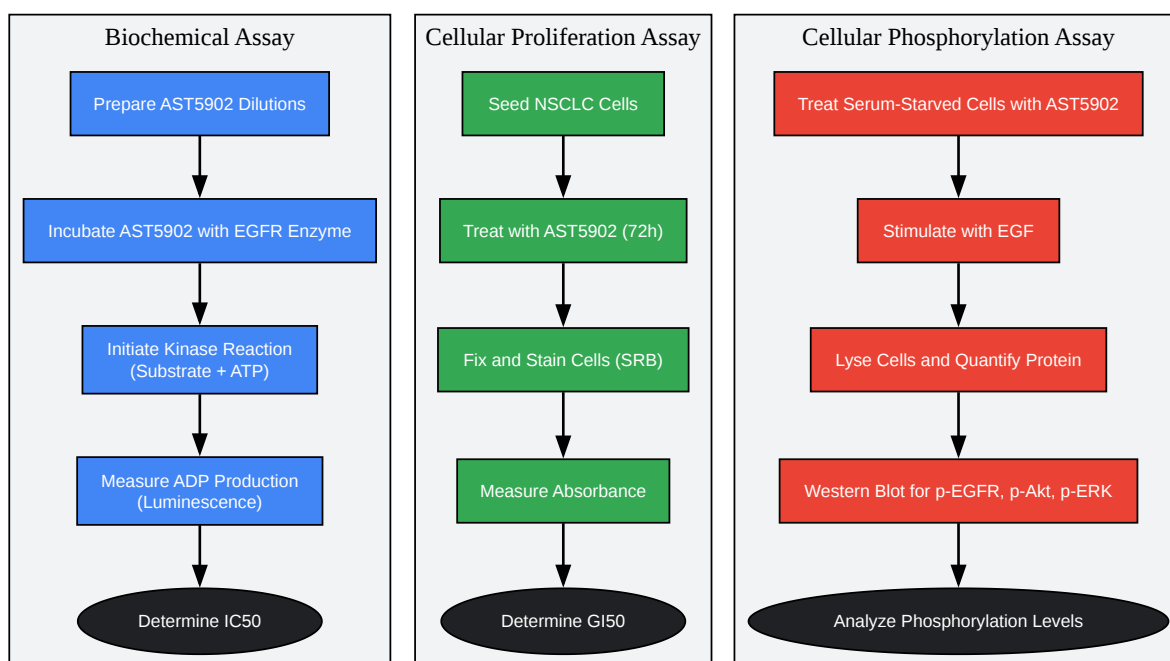 Biochemical Assay
Prepare AST5902 Dilutions
Incubate AST5902 with EGFR Enzyme
Initiate Kinase Reaction
(Substrate + ATP)
Measure ADP Production
(Luminescence)
Determine IC50
Cellular Proliferation Assay
Seed NSCLC Cells
Treat with AST5902 (72h)
Fix and Stain Cells (SRB)
Measure Absorbance
Determine GI50
Cellular Phosphorylation Assay
Treat Serum-Starved Cells with AST5902
Stimulate with EGF
Lyse Cells and Quantify Protein
Western Blot for p-EGFR, p-Akt, p-ERK
Analyze Phosphorylation Levels